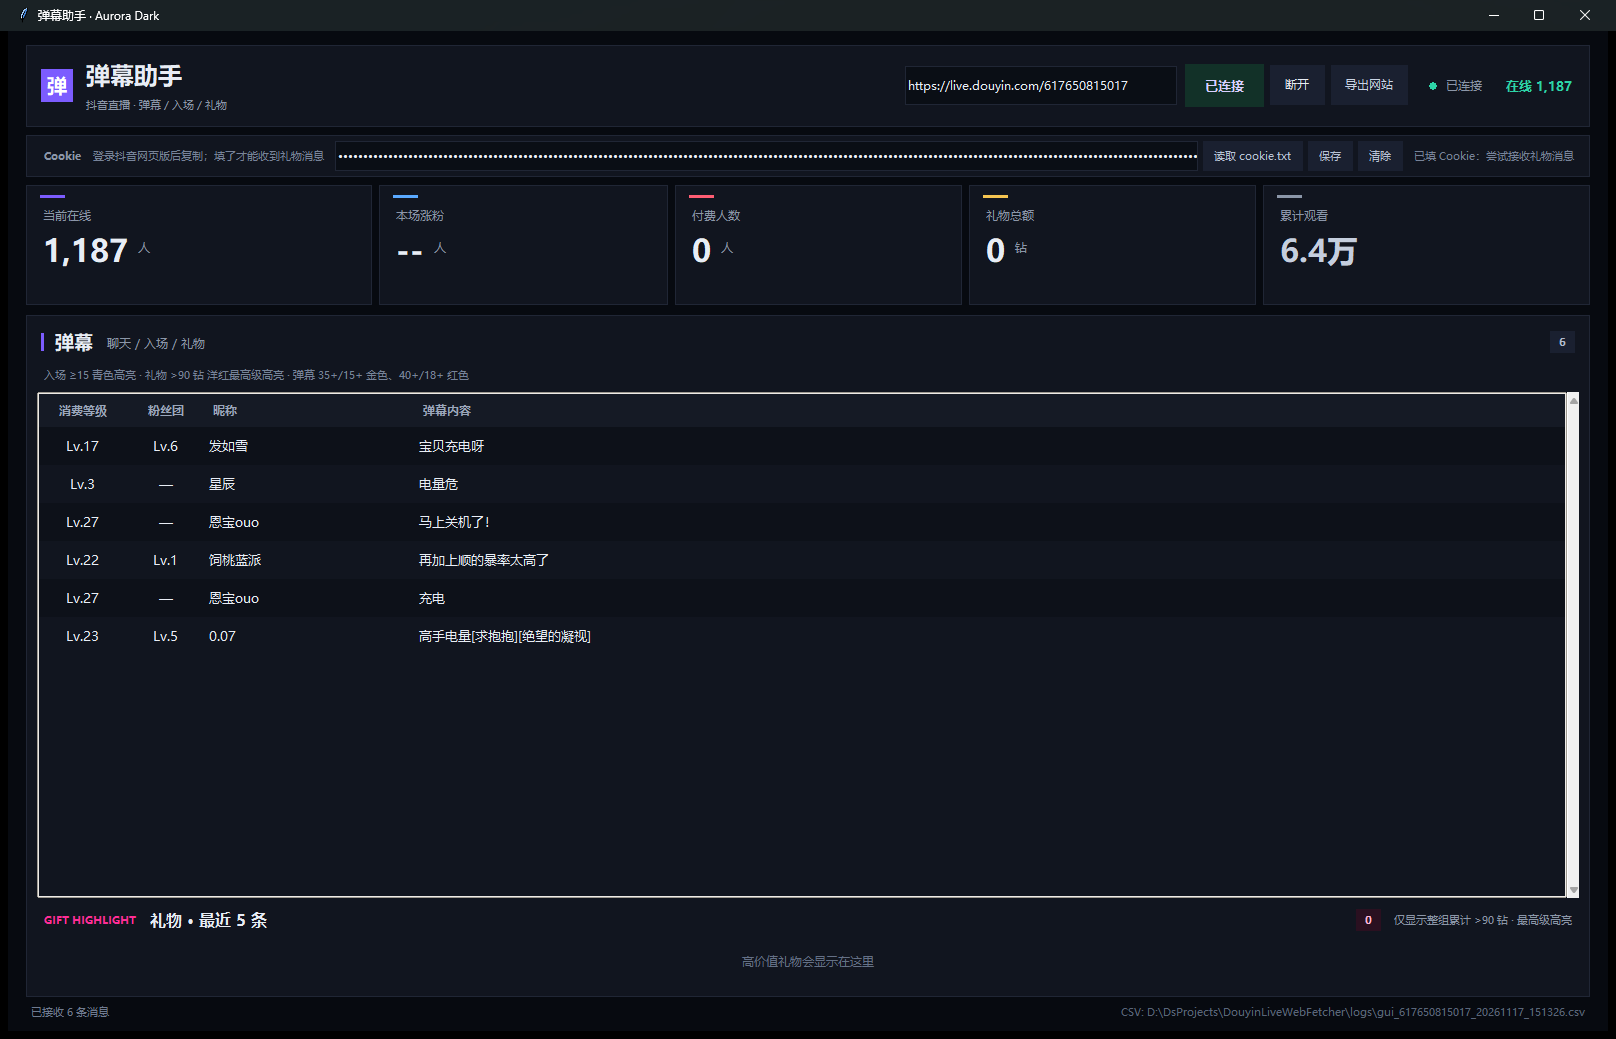 弹幕助手 · Aurora Dark
弹
弹幕助手
抖音直播 · 弹幕 / 入场 / 礼物
https://live.douyin.com/617650815017
已连接
断开
导出网站
已连接
在线 1,187
Cookie 登录抖音网页版后复制；填了才能收到礼物消息
读取 cookie.txt
保存
清除
已填 Cookie：尝试接收礼物消息
当前在线
1,187 人
本场涨粉
-- 人
付费人数
0 人
礼物总额
0 钻
累计观看
6.4万
弹幕 聊天 / 入场 / 礼物
6
入场 ≥15 青色高亮 · 礼物 >90 钻 洋红最高级高亮 · 弹幕 35+/15+ 金色、40+/18+ 红色
消费等级 粉丝团 昵称 弹幕内容
Lv.17 Lv.6 发如雪 宝贝充电呀
Lv.3 — 星辰 电量危
Lv.27 — 恩宝ouo 马上关机了！
Lv.22 Lv.1 饲桃蓝派 再加上顺的暴率太高了
Lv.27 — 恩宝ouo 充电
Lv.23 Lv.5 0.07 高手电量[求抱抱][绝望的凝视]
GIFT HIGHLIGHT 礼物 • 最近 5 条
0 仅显示整组累计 >90 钻 · 最高级高亮
高价值礼物会显示在这里
已接收 6 条消息
CSV: D:\DsProjects\DouyinLiveWebFetcher\logs\gui_617650815017_20261117_151326.csv